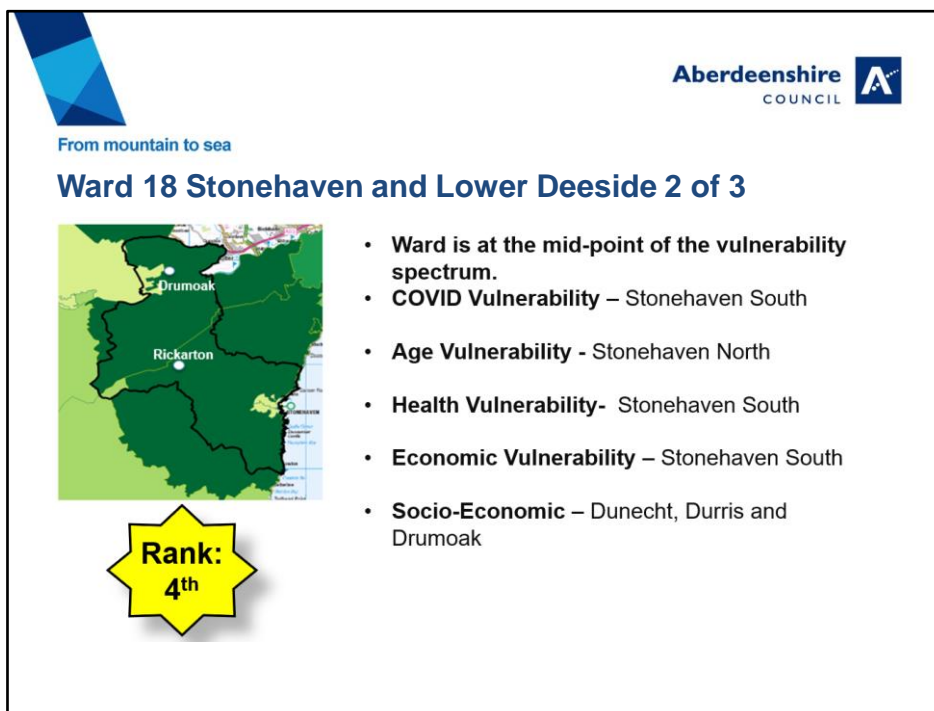 Aberdeenshire
COUNCIL
From mountain to sea
Ward 18 Stonehaven and Lower Deeside 2 of 3
Drumoak
Rickarton
STONEHAVEN
Rank:
4th
• Ward is at the mid-point of the vulnerability
spectrum.
• COVID Vulnerability – Stonehaven South
• Age Vulnerability - Stonehaven North
• Health Vulnerability-  Stonehaven South
• Economic Vulnerability – Stonehaven South
• Socio-Economic – Dunecht, Durris and
Drumoak